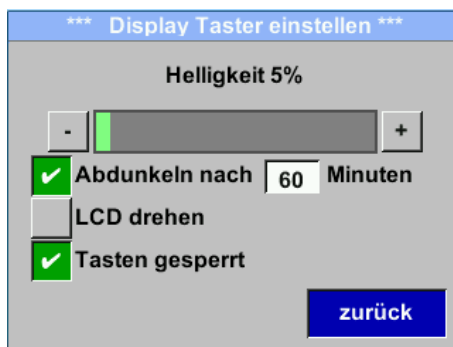 *** Display Taster einstellen ***
Helligkeit 5%
- +
Abdunkeln nach 60 Minuten
LCD drehen
Tasten gesperrt
zurück